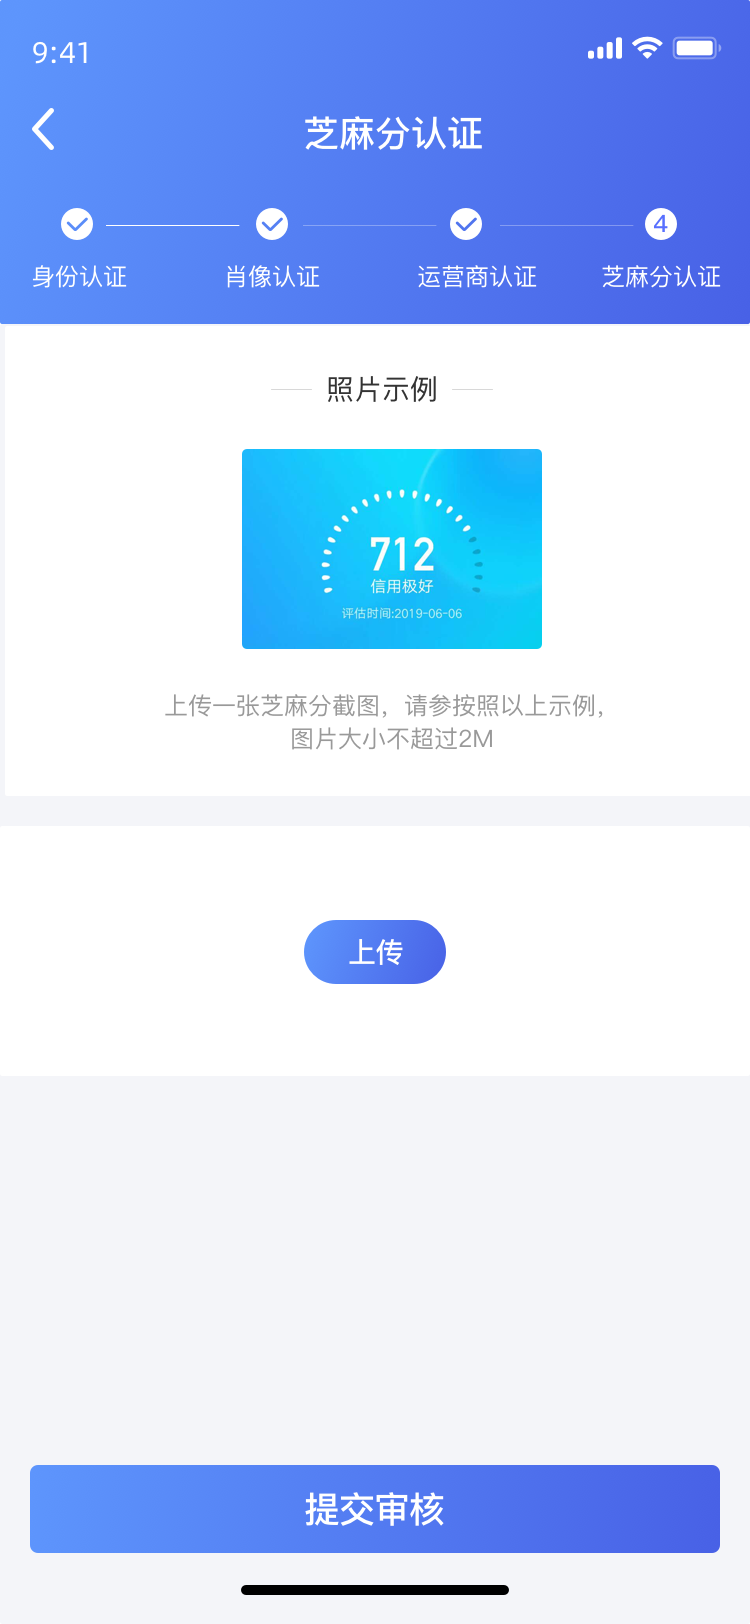 9:41
芝麻分认证
4
身份认证 肖像认证 运营商认证 芝麻分认证
照片示例
712
信用极好
评估时间:2019-06-06
上传一张芝麻分截图，请参按照以上示例，
图片大小不超过2M
上传
提交审核